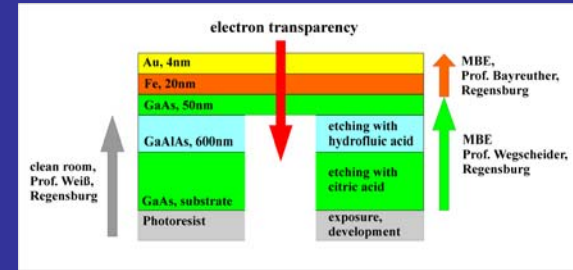 electron transparency
Au, 4nm
Fe, 20nm
GaAs, 50nm
GaAlAs, 600nm
GaAs, substrate
Photoresist
etching with
hydrofluic acid
etching with
citric acid
exposure,
development
clean room,
Prof. Weiß,
Regensburg
MBE,
Prof. Bayreuther,
Regensburg
MBE
Prof. Wegscheider,
Regensburg